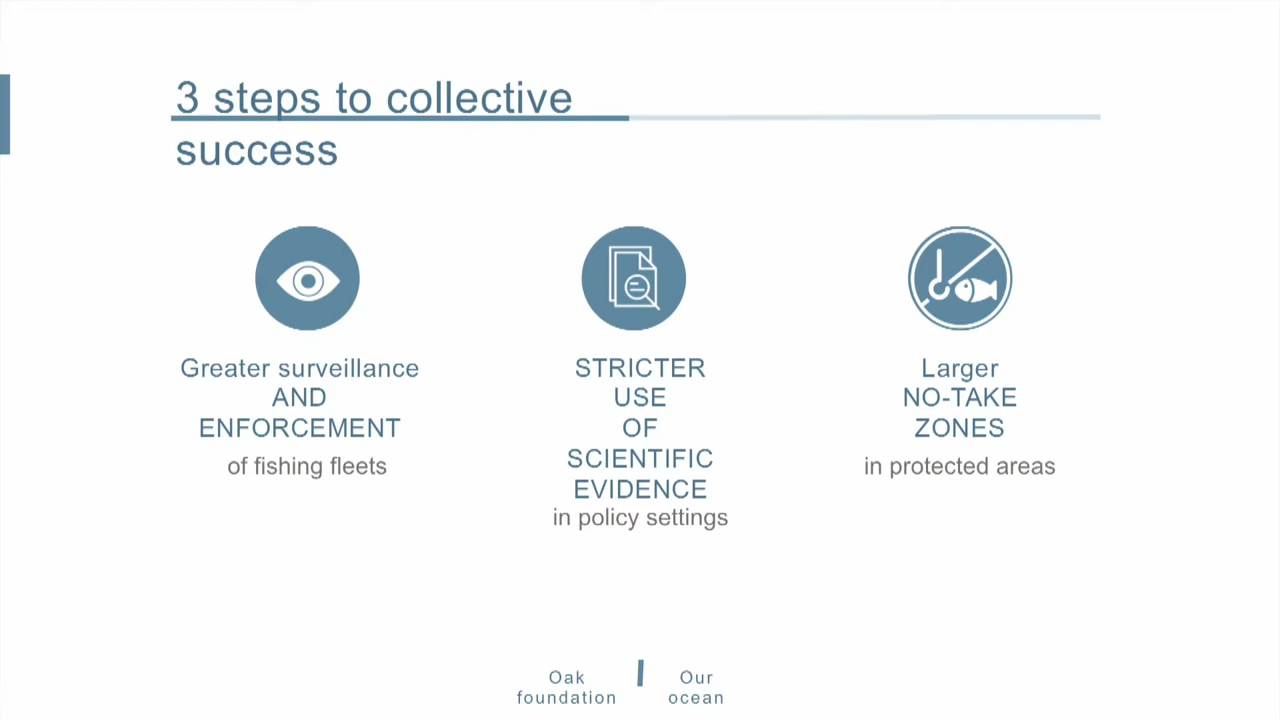 3 steps to collective
success
Greater surveillance
AND
ENFORCEMENT
of fishing fleets
STRICTER
USE
OF
SCIENTIFIC
EVIDENCE
in policy settings
Larger
NO-TAKE
ZONES
in protected areas
Oak
foundation
Our
ocean